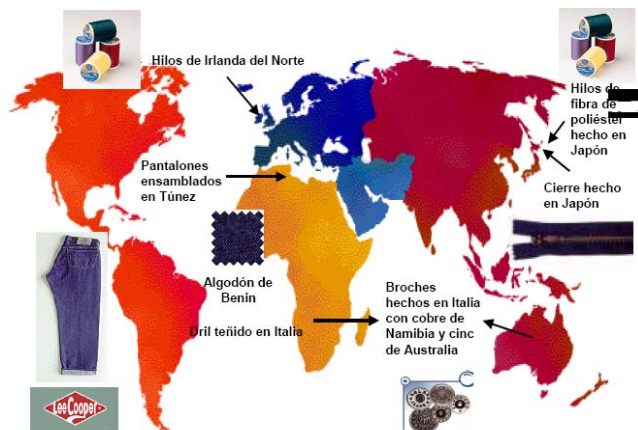 Hilos de Irlanda del Norte
Hilos de
fibra de
poliéster
hecho en
Japón
Pantalones
ensamblados
en Túnez
Cierre hecho
en Japón
Algodón de
Benín
Dril teñido en Italia
Broches
hechos en Italia
con cobre de
Namibia y cinc
de Australia
Lee Cooper